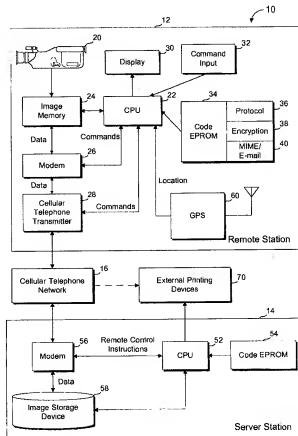 10
12
20
30
32
Display
Command
Input
34
Image
Memory
24
CPU
22
Code
EPROM
Protocol
36
Encryption
38
MIME/
E-mail
40
Data
Commands
Modem
26
Data
Commands
Location
Cellular
Telephone
Transmitter
28
GPS
60
Remote Station
Cellular Telephone
Network
16
External Printing
Devices
70
14
Modem
56
Remote Control
Instructions
CPU
52
54
Code EPROM
Data
58
Image Storage
Device
Server Station